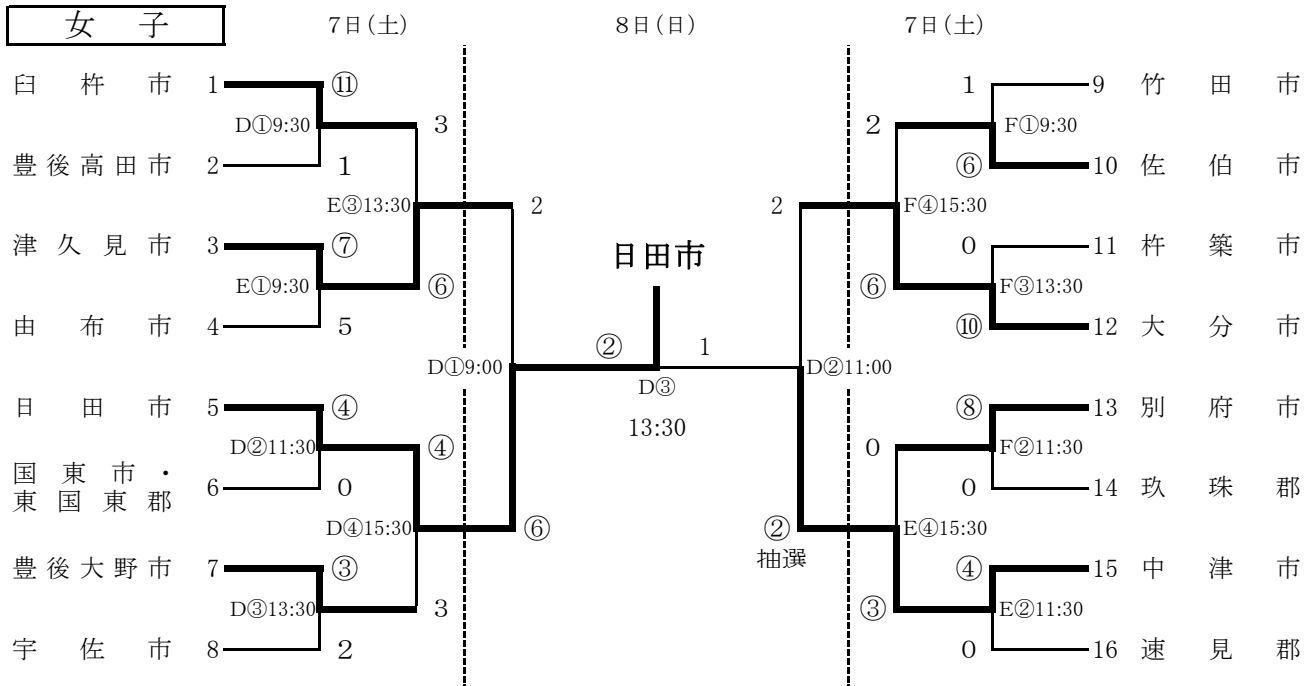 女子 7日(土) 8日(日) 7日(土)
臼杵市 1 ⑪ 1 9 竹田市
D①9:30 3 2 F①9:30
豊後高田市 2 1 ⑥ 10 佐伯市
E③13:30 2 2 F④15:30
津久見市 3 ⑦ 日田市 0 11 杵築市
E①9:30 ⑥ ⑥ F③13:30
由布市 4 5 ⑩ 12 大分市
② 1
D①9:00 D③ D②11:00
日田市 5 ④ 13:30 ⑧ 13 別府市
D②11:30 ④ 0 F②11:30
国東市・
東国東郡 6 0 0 14 玖珠郡
D④15:30 ⑥ ② E④15:30
抽選
豊後大野市 7 ③ ④ 15 中津市
D③13:30 3 ③ E②11:30
宇佐市 8 2 0 16 速見郡